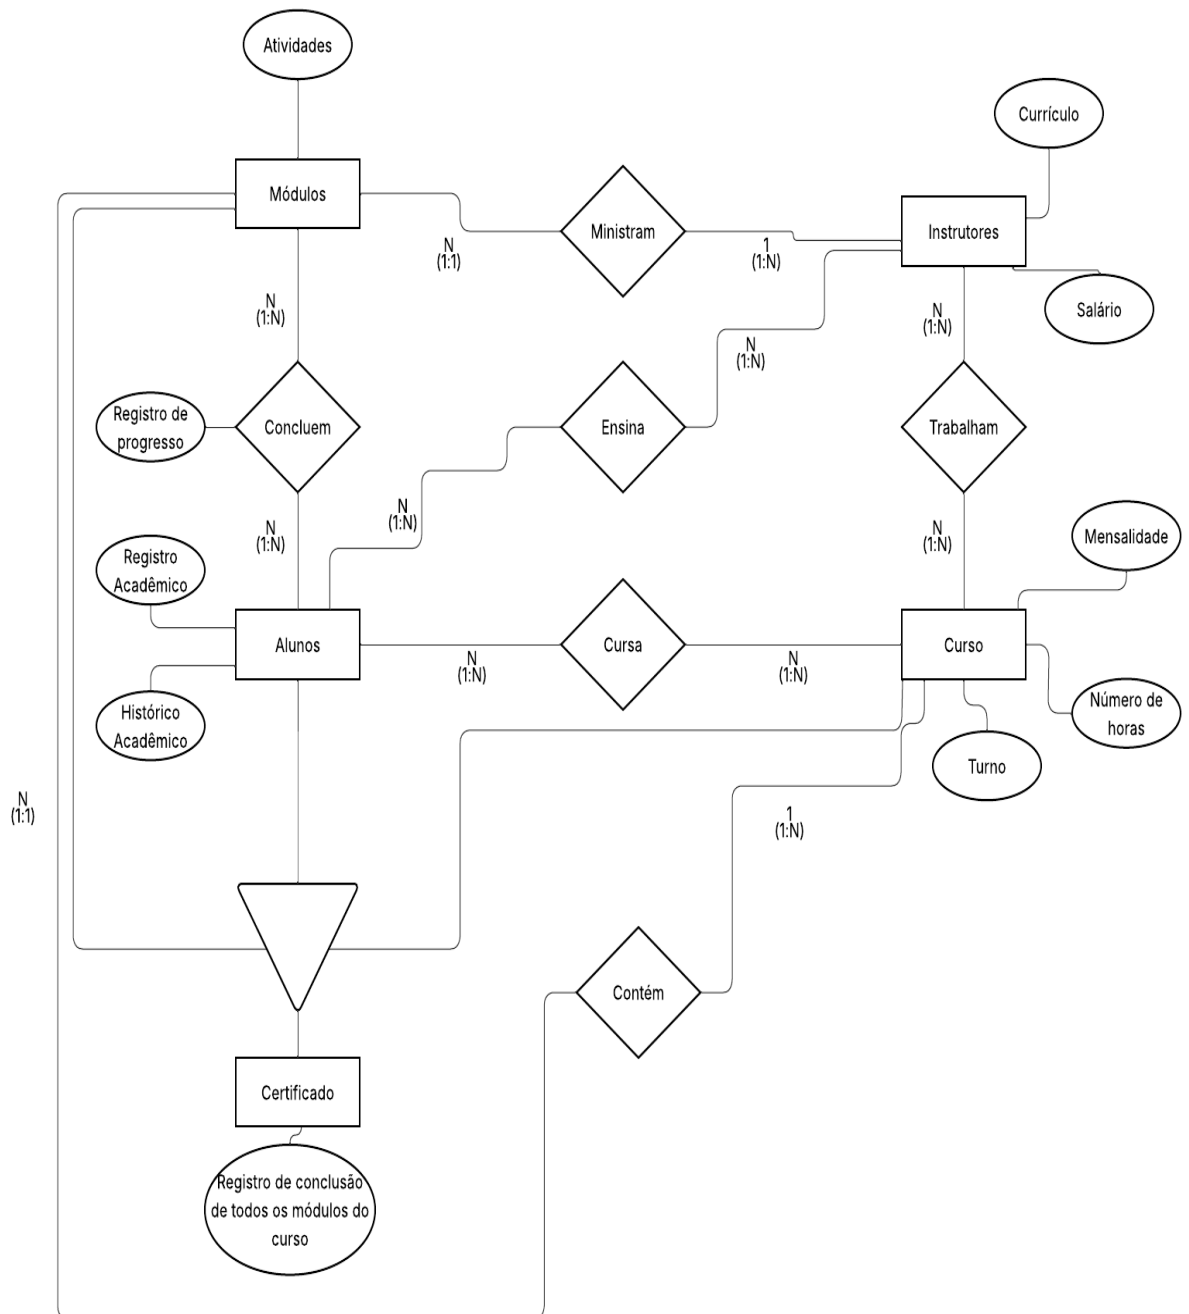 Atividades
Currículo
Módulos
Ministram
Instrutores
N
(1:1)
1
(1:N)
N
(1:N)
N
(1:N)
Salário
N
(1:N)
Registro de
progresso
Concluem
Ensina
Trabalham
N
(1:N)
N
(1:N)
N
(1:N)
Mensalidade
Registro
Acadêmico
Alunos
Cursa
Curso
N
(1:N)
N
(1:N)
Histórico
Acadêmico
Número de
horas
Turno
N
(1:1)
1
(1:N)
Contém
Certificado
Registro de conclusão
de todos os módulos do
curso